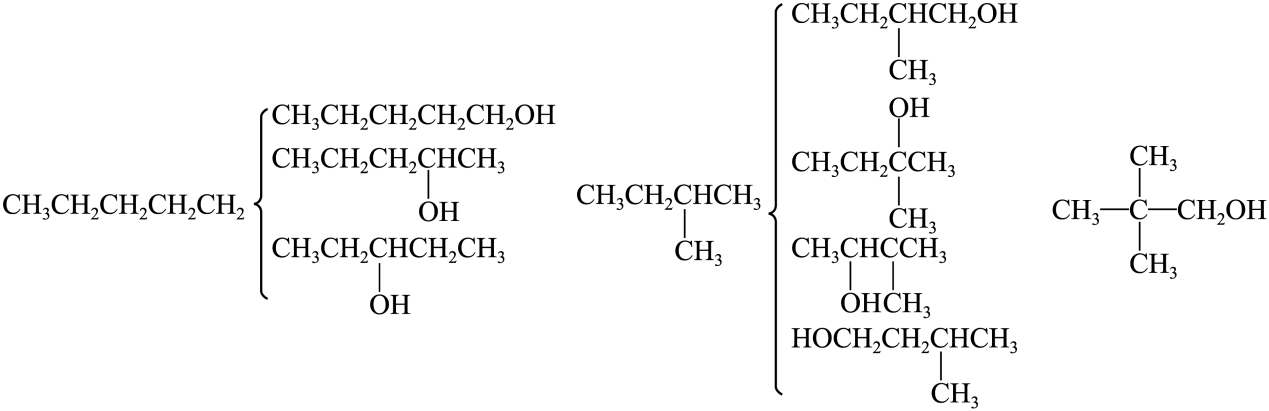 CH₃CH₂CH₂CH₂CH₂
CH₃CH₂CH₂CH₂CH₂OH
CH₃CH₂CH₂CHCH₃
OH
CH₃CH₂CHCH₂CH₃
OH
CH₃CH₂CHCH₃
CH₃
CH₃CH₂CHCH₂OH
CH₃
OH
CH₃CH₂CCH₃
CH₃
CH₃CHCCH₃
OHCH₃
HOCH₂CH₂CHCH₃
CH₃
CH₃
CH₃—C—CH₂OH
CH₃